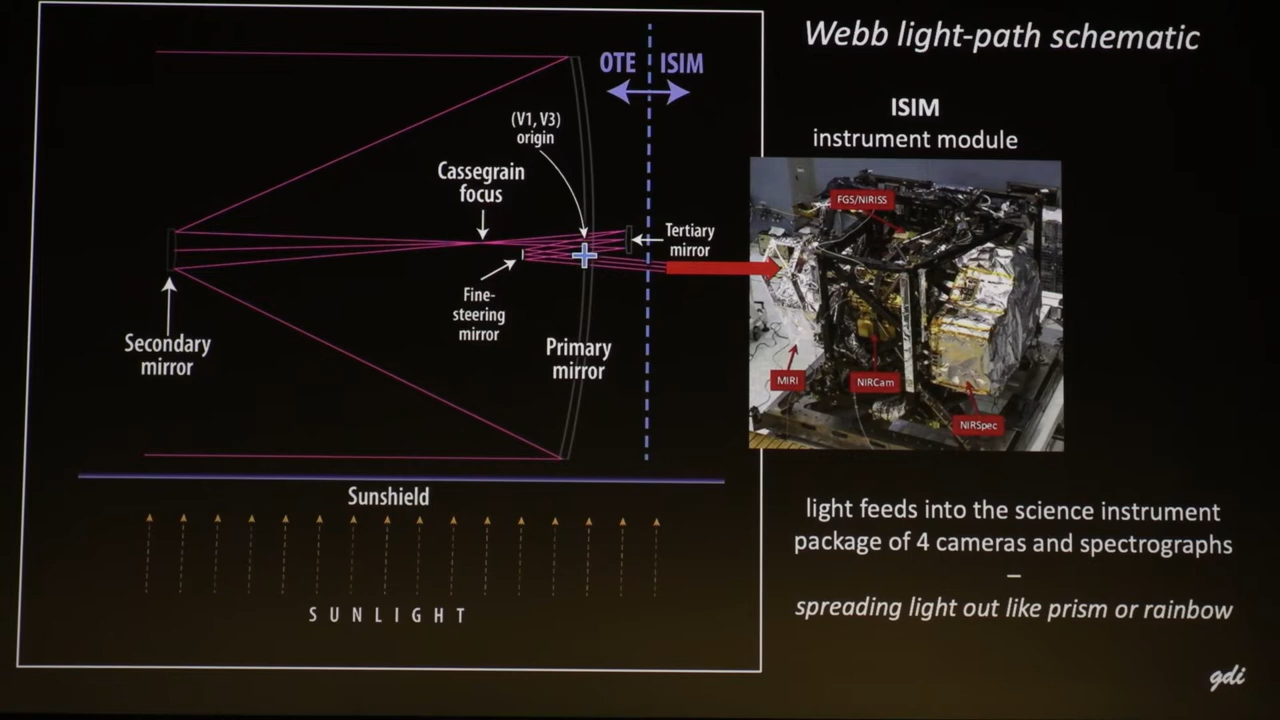 Webb light-path schematic
OTE
ISIM
(V1, V3)
origin
Cassegrain
focus
Tertiary
mirror
Fine-
steering
mirror
Secondary
mirror
Primary
mirror
Sunshield
SUNLIGHT
ISIM
instrument module
FGS/NIRISS
MIRI
NIRCam
NIRSpec
light feeds into the science instrument
package of 4 cameras and spectrographs
–
spreading light out like prism or rainbow
gdi